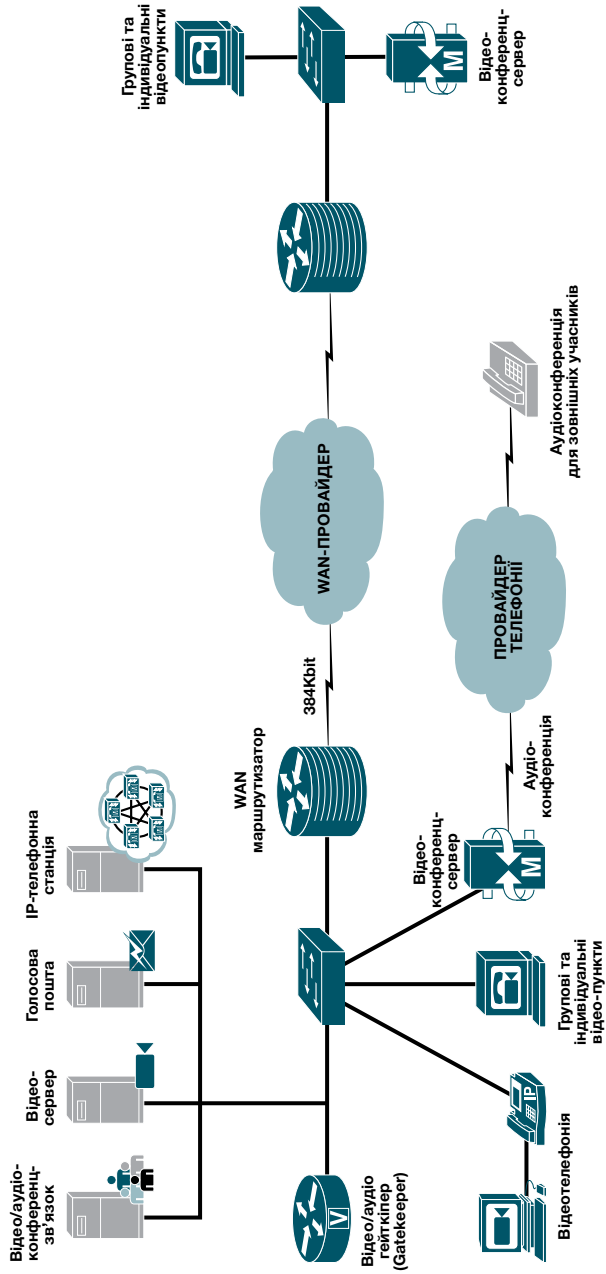 Відео/аудіо-
конференц-
зв'язок
Відео-
сервер
Голосова
пошта
IP-телефонна
станція
Відео/аудіо
гейткіпер
(Gatekeeper)
V
WAN
маршрутизатор
384Kbit
WAN-ПРОВАЙДЕР
Групові та
індивідуальні
відеопункти
M
Відео-
конференц-
сервер
IP
Відеотелефонія
Групові та
індивідуальні
відео-пункти
Відео-
конференц-
сервер
M
Аудіо-
конференція
ПРОВАЙДЕР
ТЕЛЕФОНІЇ
Аудіоконференція
для зовнішніх учасників